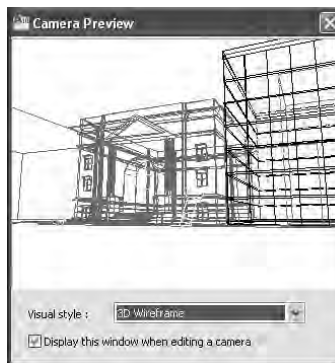 Camera Preview
Visual style : 3D Wireframe
Display this window when editing a camera